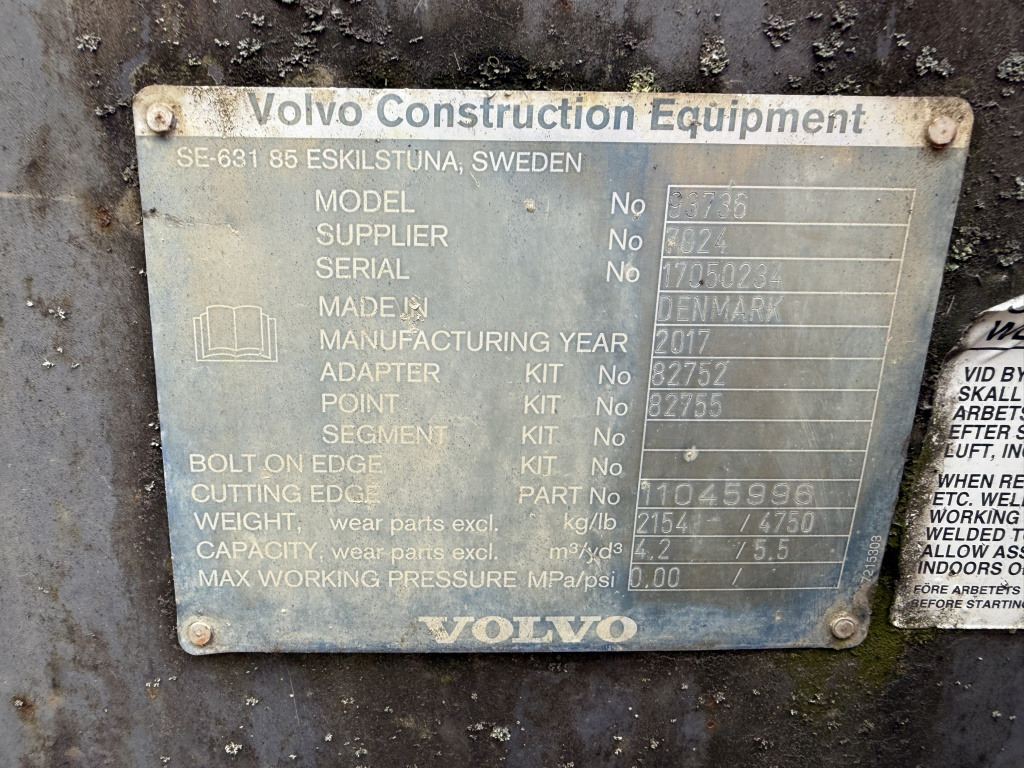 Volvo Construction Equipment
SE-631 85 ESKILSTUNA, SWEDEN
MODEL No 93736
SUPPLIER No 7024
SERIAL No 17050234
MADE IN DENMARK
MANUFACTURING YEAR 2017
ADAPTER KIT No 82752
POINT KIT No 82755
SEGMENT KIT No
BOLT ON EDGE KIT No
CUTTING EDGE PART No 11045996
WEIGHT, wear parts excl. kg/lb 2154 / 4750
CAPACITY, wear parts excl. m³/yd³ 4.2 / 5.5
MAX WORKING PRESSURE MPa/psi 0,00 /
VOLVO
7215303
VID BY
SKALL
ARBETS
EFTER S
LUFT, IN
WHEN RE
ETC. WEL
WORKING
WELDED TO
ALLOW ASS
INDOORS O
FÖRE ARBETETS
BEFORE STARTING